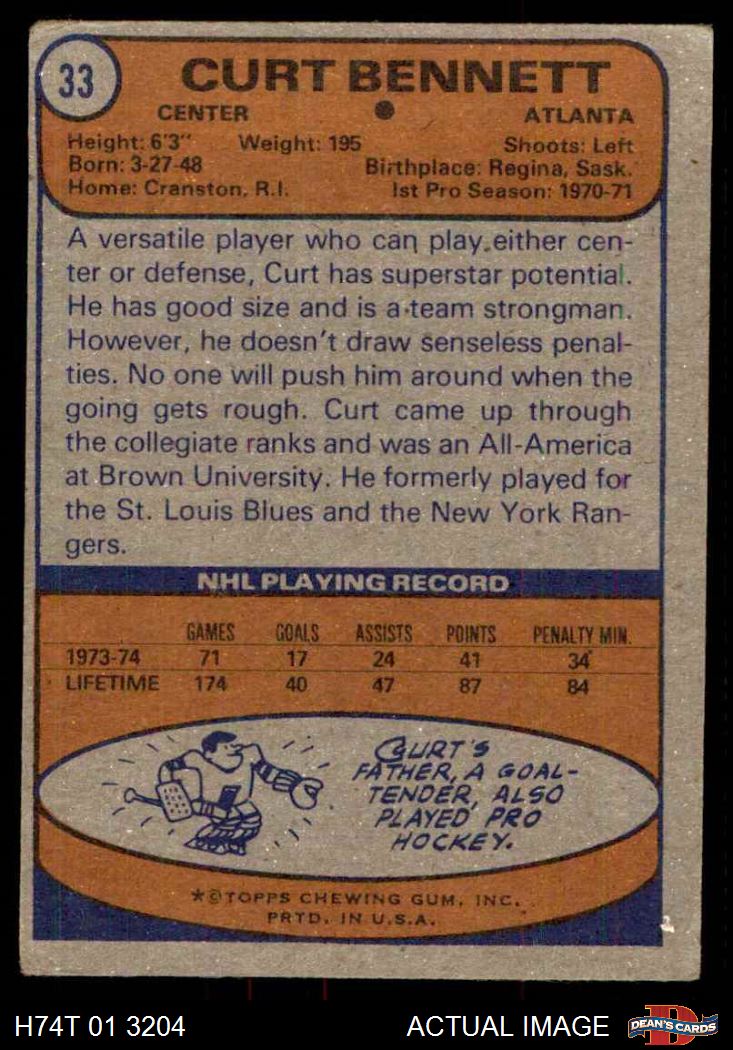 33
CURT BENNETT
CENTER ATLANTA
Height: 6'3" Weight: 195 Shoots: Left
Born: 3-27-48 Birthplace: Regina, Sask.
Home: Cranston, R.I. 1st Pro Season: 1970-71
A versatile player who can play either cen-
ter or defense, Curt has superstar potential.
He has good size and is a team strongman.
However, he doesn't draw senseless penal-
ties. No one will push him around when the
going gets rough. Curt came up through
the collegiate ranks and was an All-America
at Brown University. He formerly played for
the St. Louis Blues and the New York Ran-
gers.
NHL PLAYING RECORD
GAMES GOALS ASSISTS POINTS PENALTY MIN.
1973-74 71 17 24 41 34
LIFETIME 174 40 47 87 84
CURT'S
FATHER, A GOAL-
TENDER, ALSO
PLAYED PRO
HOCKEY.
*©TOPPS CHEWING GUM, INC.
PRTD. IN U.S.A.
H74T 01 3204 ACTUAL IMAGE DEAN'S CARDS